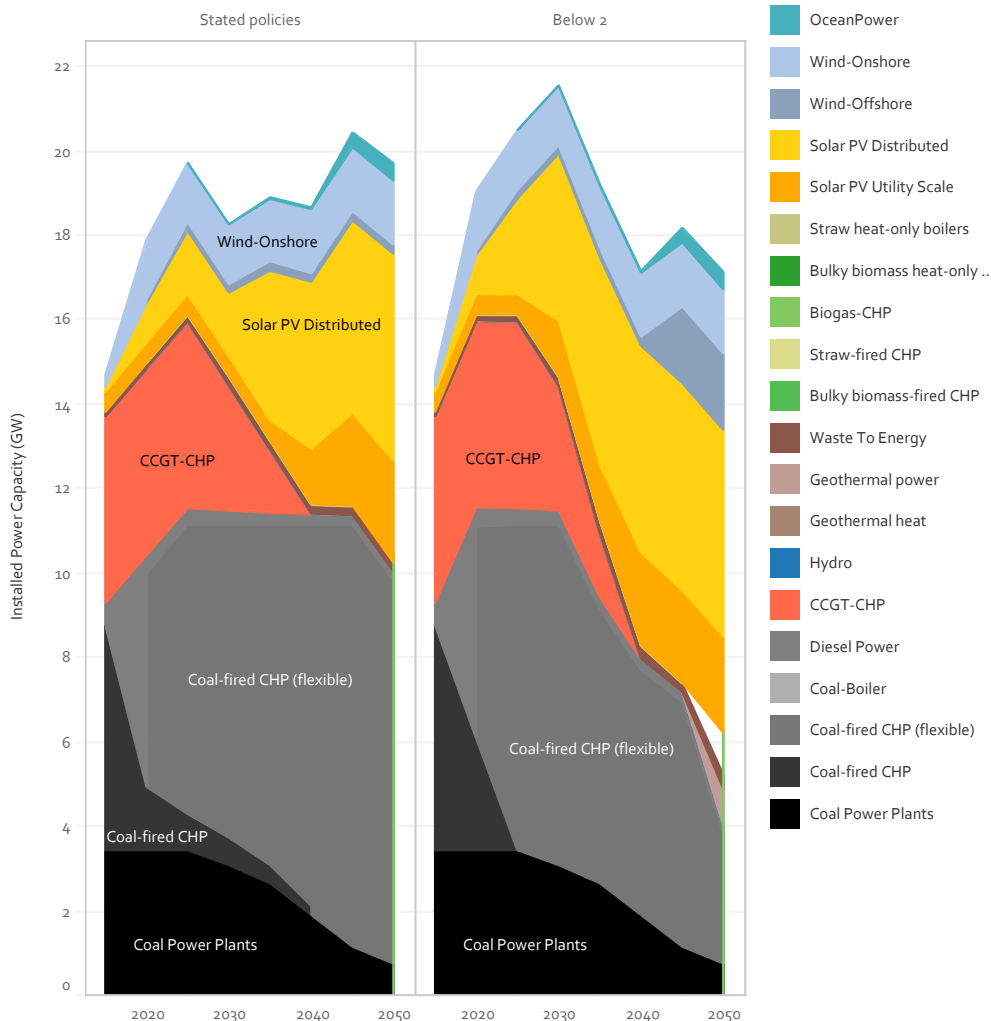 Stated policies
Below 2
Installed Power Capacity (GW)
22
20
18
16
14
12
10
8
6
4
2
0
2020
2030
2040
2050
2020
2030
2040
2050
Wind-Onshore
Solar PV Distributed
CCGT-CHP
Coal-fired CHP (flexible)
Coal-fired CHP
Coal Power Plants
CCGT-CHP
Coal-fired CHP (flexible)
Coal Power Plants
OceanPower
Wind-Onshore
Wind-Offshore
Solar PV Distributed
Solar PV Utility Scale
Straw heat-only boilers
Bulky biomass heat-only ..
Biogas-CHP
Straw-fired CHP
Bulky biomass-fired CHP
Waste To Energy
Geothermal power
Geothermal heat
Hydro
CCGT-CHP
Diesel Power
Coal-Boiler
Coal-fired CHP (flexible)
Coal-fired CHP
Coal Power Plants